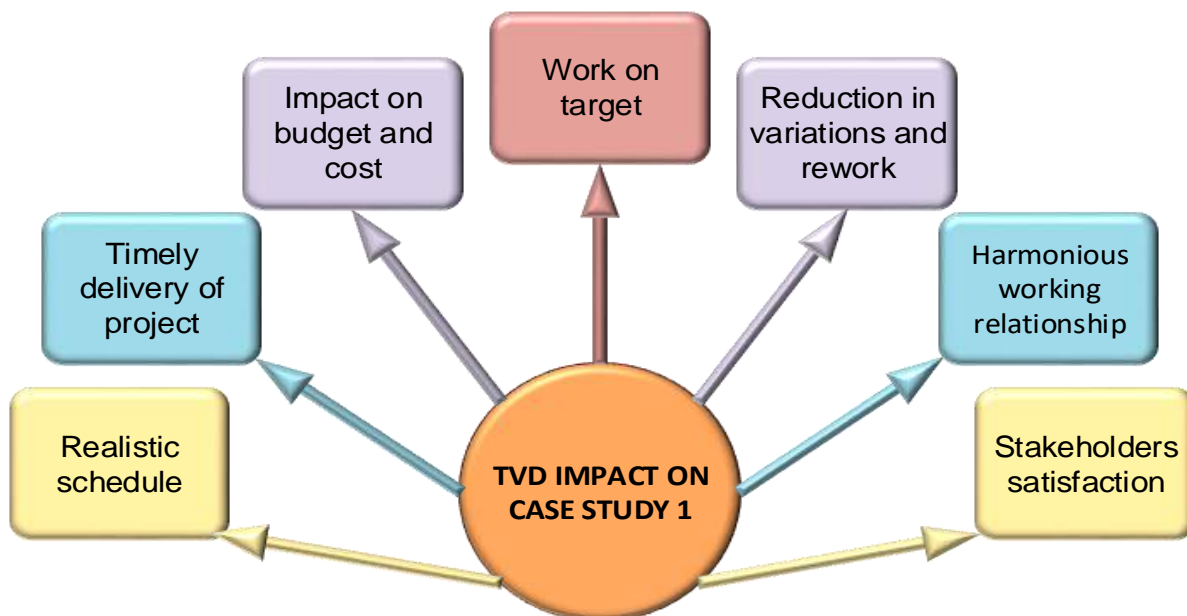 Work on
target
Impact on
budget and
cost
Reduction in
variations and
rework
Timely
delivery of
project
Harmonious
working
relationship
Realistic
schedule
Stakeholders
satisfaction
TVD IMPACT ON
CASE STUDY 1